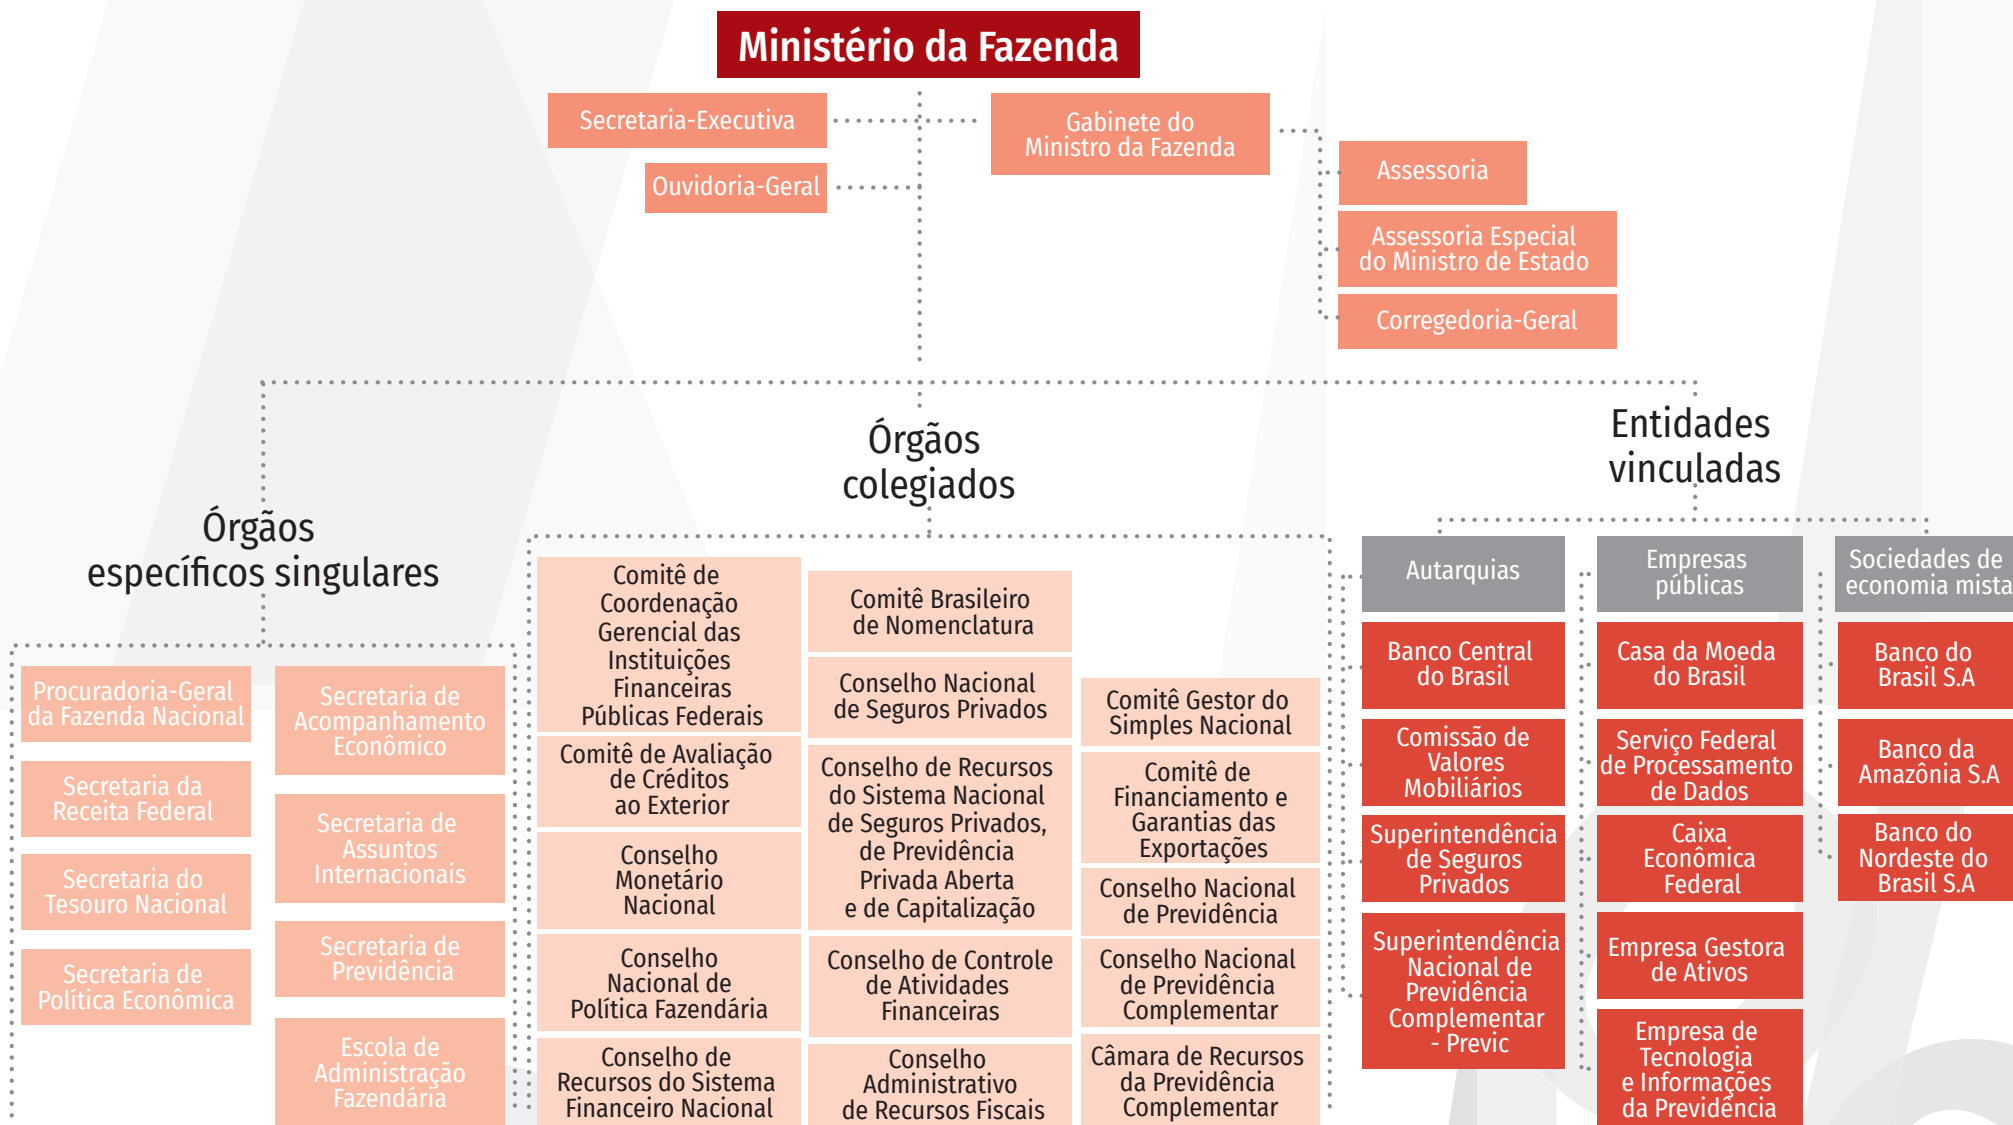 Ministério da Fazenda
Secretaria-Executiva
Gabinete do
Ministro da Fazenda
Ouvidoria-Geral
Assessoria
Assessoria Especial
do Ministro de Estado
Corregedoria-Geral
Órgãos
específicos singulares
Procuradoria-Geral
da Fazenda Nacional
Secretaria da
Receita Federal
Secretaria do
Tesouro Nacional
Secretaria de
Política Econômica
Secretaria de
Acompanhamento
Econômico
Secretaria de
Assuntos
Internacionais
Secretaria de
Previdência
Escola de
Administração
Fazendária
Órgãos
colegiados
Comitê de
Coordenação
Gerencial das
Instituições
Financeiras
Públicas Federais
Comitê de Avaliação
de Créditos
ao Exterior
Conselho
Monetário
Nacional
Conselho
Nacional de
Política Fazendária
Conselho de
Recursos do Sistema
Financeiro Nacional
Comitê Brasileiro
de Nomenclatura
Conselho Nacional
de Seguros Privados
Conselho de Recursos
do Sistema Nacional
de Seguros Privados,
de Previdência
Privada Aberta
e de Capitalização
Conselho de Controle
de Atividades
Financeiras
Conselho
Administrativo
de Recursos Fiscais
Comitê Gestor do
Simples Nacional
Comitê de
Financiamento e
Garantias das
Exportações
Conselho Nacional
de Previdência
Conselho Nacional
de Previdência
Complementar
Câmara de Recursos
da Previdência
Complementar
Entidades
vinculadas
Autarquias
Banco Central
do Brasil
Comissão de
Valores
Mobiliários
Superintendência
de Seguros
Privados
Superintendência
Nacional de
Previdência
Complementar
- Previc
Empresas
públicas
Casa da Moeda
do Brasil
Serviço Federal
de Processamento
de Dados
Caixa
Econômica
Federal
Empresa Gestora
de Ativos
Empresa de
Tecnologia
e Informações
da Previdência
Sociedades de
economia mista
Banco do
Brasil S.A
Banco da
Amazônia S.A
Banco do
Nordeste do
Brasil S.A